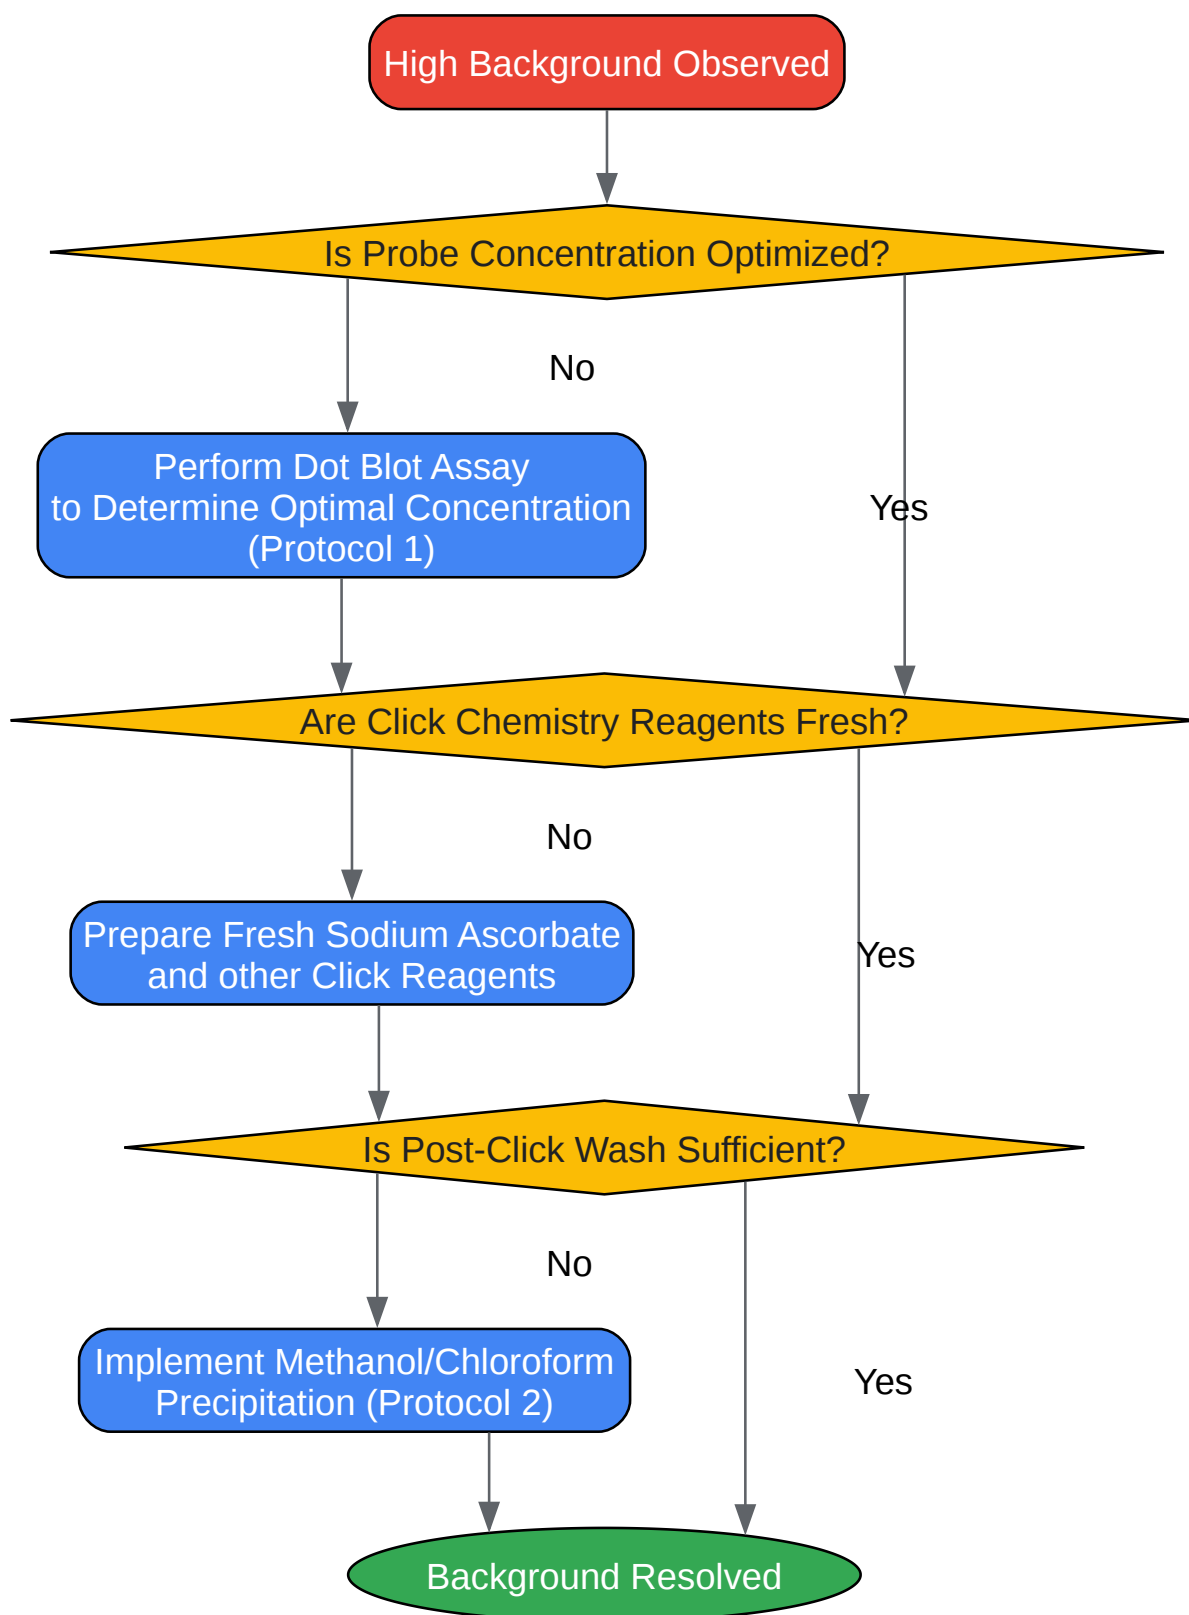 High Background Observed
Is Probe Concentration Optimized?
No
Perform Dot Blot Assay
to Determine Optimal Concentration
(Protocol 1)
Yes
Are Click Chemistry Reagents Fresh?
No
Prepare Fresh Sodium Ascorbate
and other Click Reagents
Yes
Is Post-Click Wash Sufficient?
No
Implement Methanol/Chloroform
Precipitation (Protocol 2)
Yes
Background Resolved